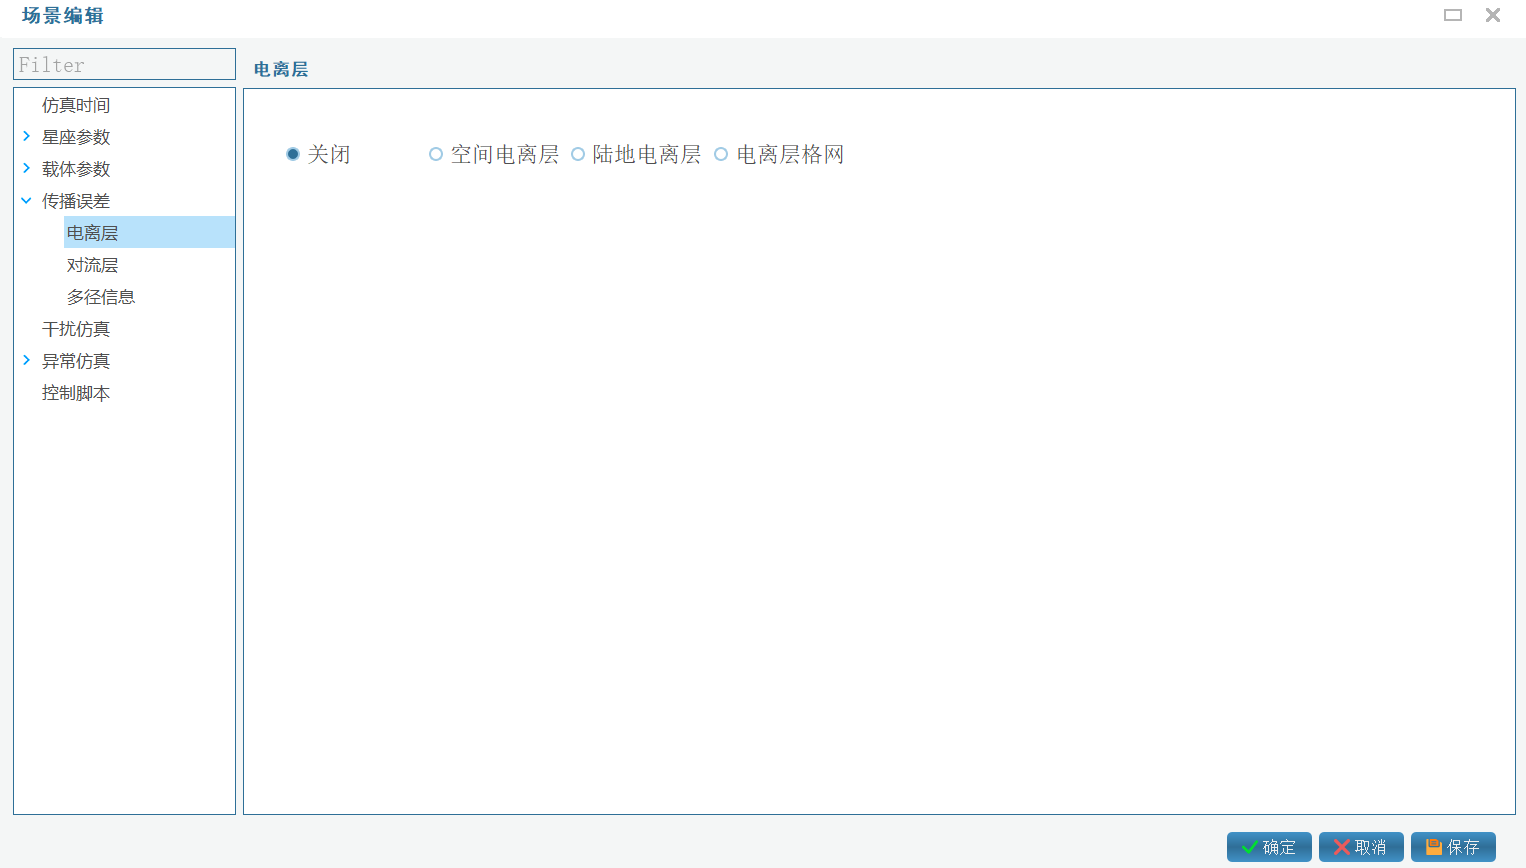 场景编辑
Filter
仿真时间
星座参数
载体参数
传播误差
电离层
对流层
多径信息
干扰仿真
异常仿真
控制脚本
电离层
关闭 空间电离层 陆地电离层 电离层格网
确定 取消 保存